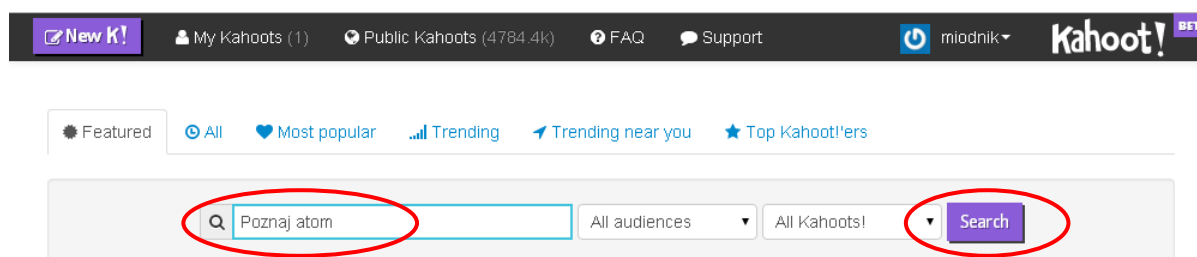 New K! My Kahoots (1) Public Kahoots (4784.4k) FAQ Support miodnik Kahoot!
Featured All Most popular Trending Trending near you Top Kahoot!'ers
Poznaj atom All audiences All Kahoots! Search